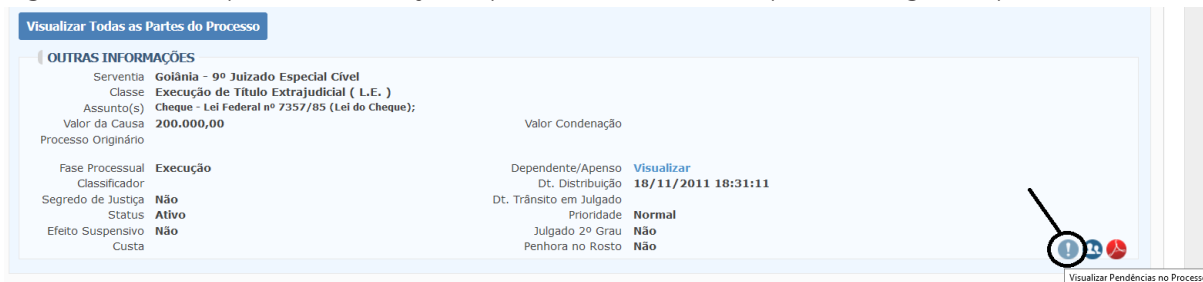 Visualizar Todas as Partes do Processo
OUTRAS INFORMAÇÕES
Serventia Goiânia - 9º Juizado Especial Cível
Classe Execução de Título Extrajudicial ( L.E. )
Assunto(s) Cheque - Lei Federal nº 7357/85 (Lei do Cheque);
Valor da Causa 200.000,00 Valor Condenação
Processo Originário
Fase Processual Execução Dependente/Apenso Visualizar
Classificador Dt. Distribuição 18/11/2011 18:31:11
Segredo de Justiça Não Dt. Trânsito em Julgado
Status Ativo Prioridade Normal
Efeito Suspensivo Não Julgado 2º Grau Não
Custa Penhora no Rosto Não
Visualizar Pendências no Processo